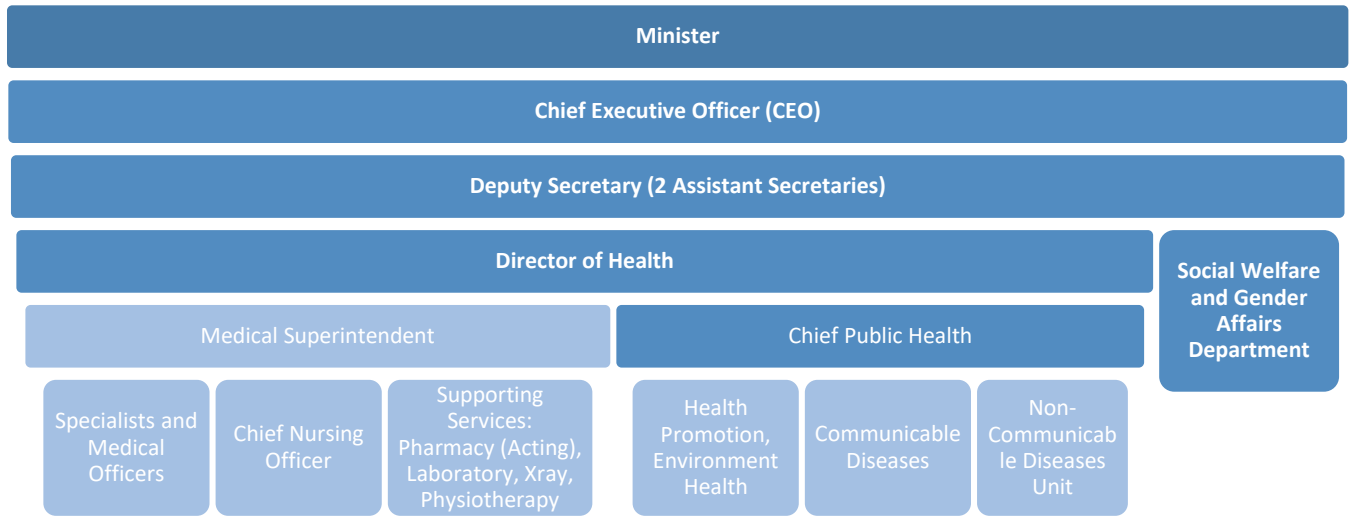 Minister
Chief Executive Officer (CEO)
Deputy Secretary (2 Assistant Secretaries)
Director of Health
Social Welfare
and Gender
Affairs
Department
Medical Superintendent
Chief Public Health
Specialists and
Medical
Officers
Chief Nursing
Officer
Supporting
Services:
Pharmacy (Acting),
Laboratory, Xray,
Physiotherapy
Health
Promotion,
Environment
Health
Communicable
Diseases
Non-
Communicab
le Diseases
Unit